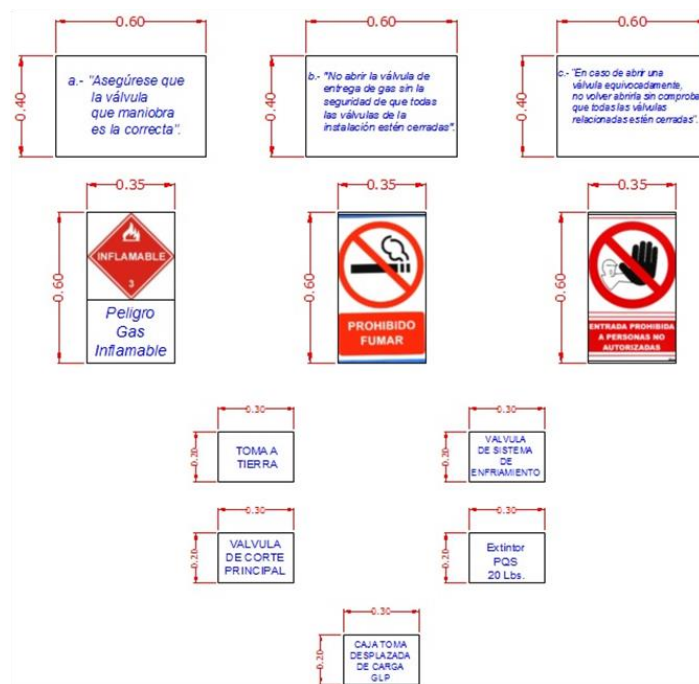 0.60
0.60
0.60
0.40
a.- "Asegúrese que
la válvula
que maniobra
es la correcta".
0.40
b.- "No abrir la válvula de
entrega de gas sin la
seguridad de que todas
las válvulas de la
instalación estén cerradas".
0.40
c.- "En caso de abrir una
válvula equivocadamente,
no volver abrirla sin comproba
que todas las válvulas
relacionadas estén cerradas".
0.35
0.35
0.35
0.60
INFLAMABLE
3
Peligro
Gas
Inflamable
0.60
PROHIBIDO
FUMAR
0.60
ENTRADA PROHIBIDA
A PERSONAS NO
AUTORIZADAS
0.30
0.30
0.20
TOMA A
TIERRA
0.20
VALVULA
DE SISTEMA
DE
ENFRIAMIENTO
0.30
0.30
0.20
VALVULA
DE CORTE
PRINCIPAL
0.20
Extintor
PQS
20 Lbs.
0.30
0.20
CAJA TOMA
DESPLAZADA
DE CARGA
GLP